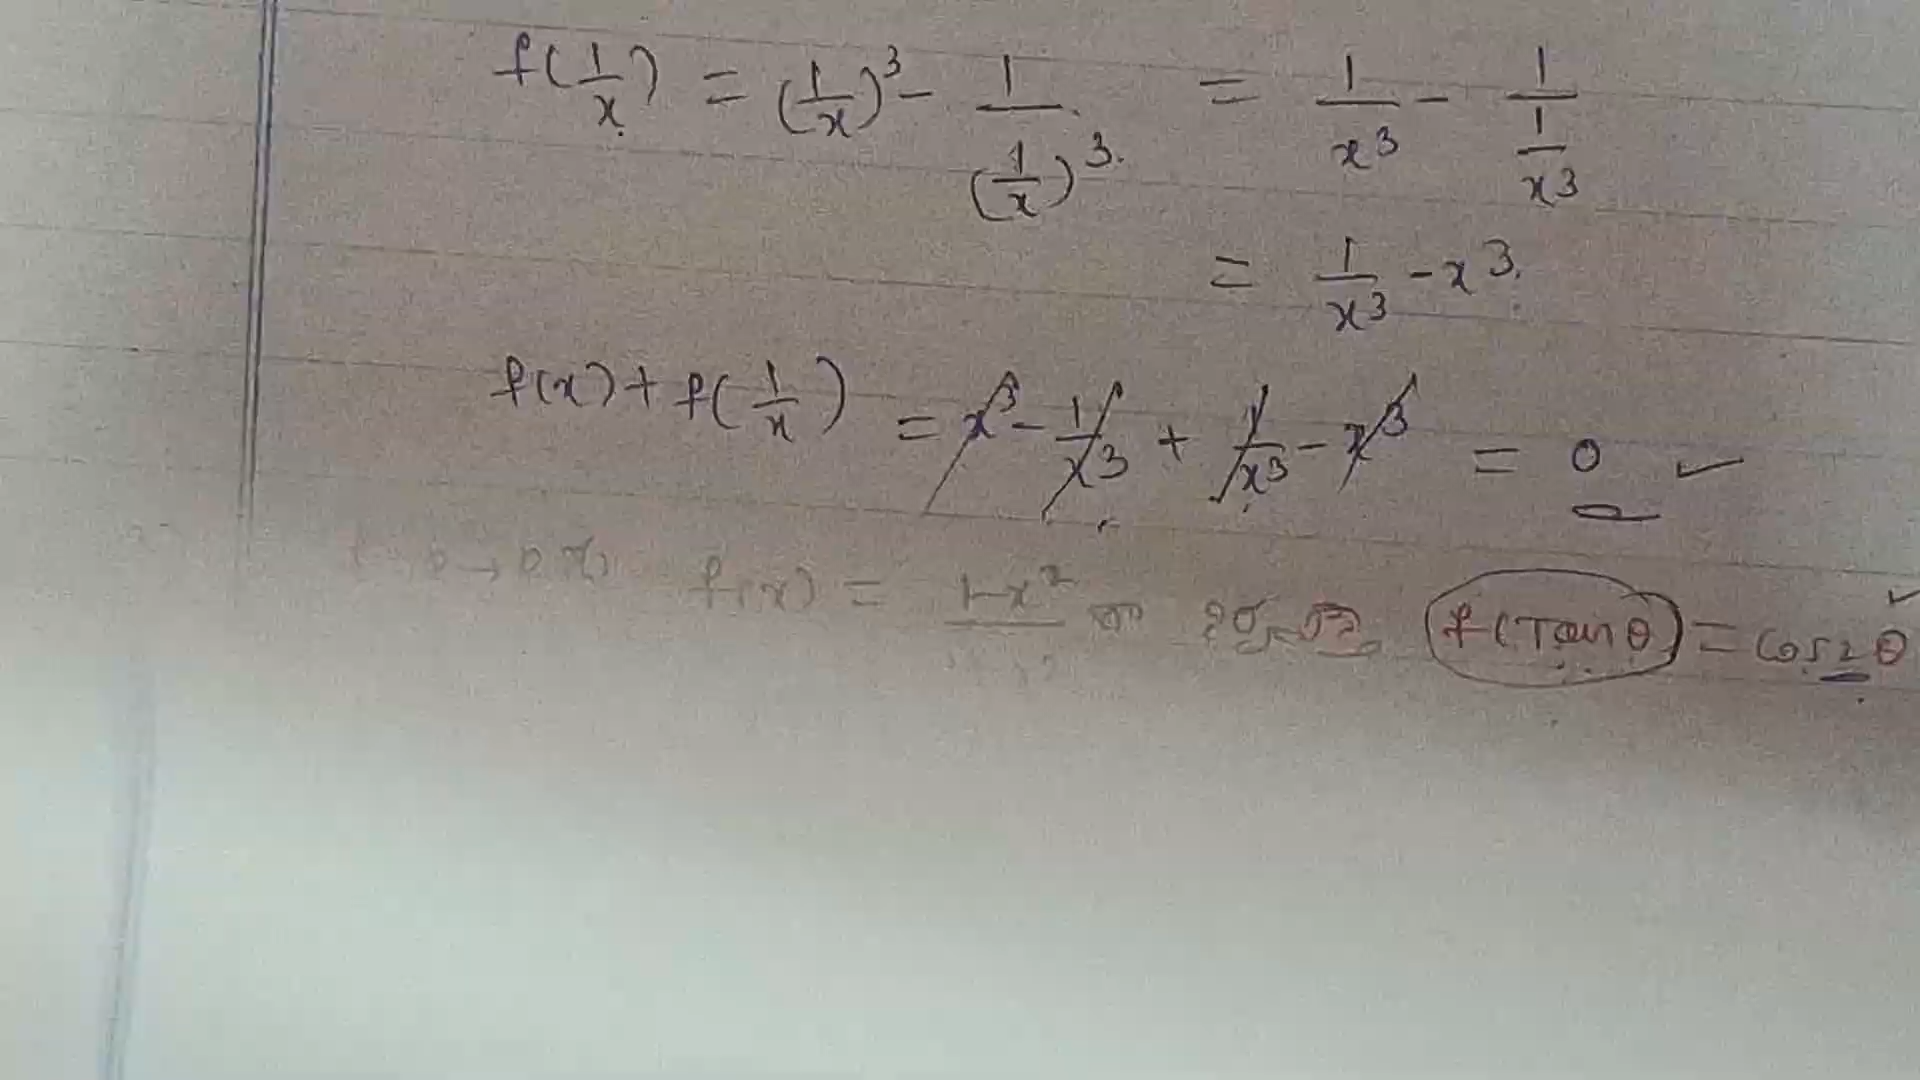 f(1/x) = (1/x)³ - 1/(1/x)³ = 1/x³ - 1/(1/x³)
= 1/x³ - x³.
f(x) + f(1/x) = x³ - 1/x³ + 1/x³ - x³ = 0 ✓
f(x) = 1-x² f(Tanθ) = cos2θ